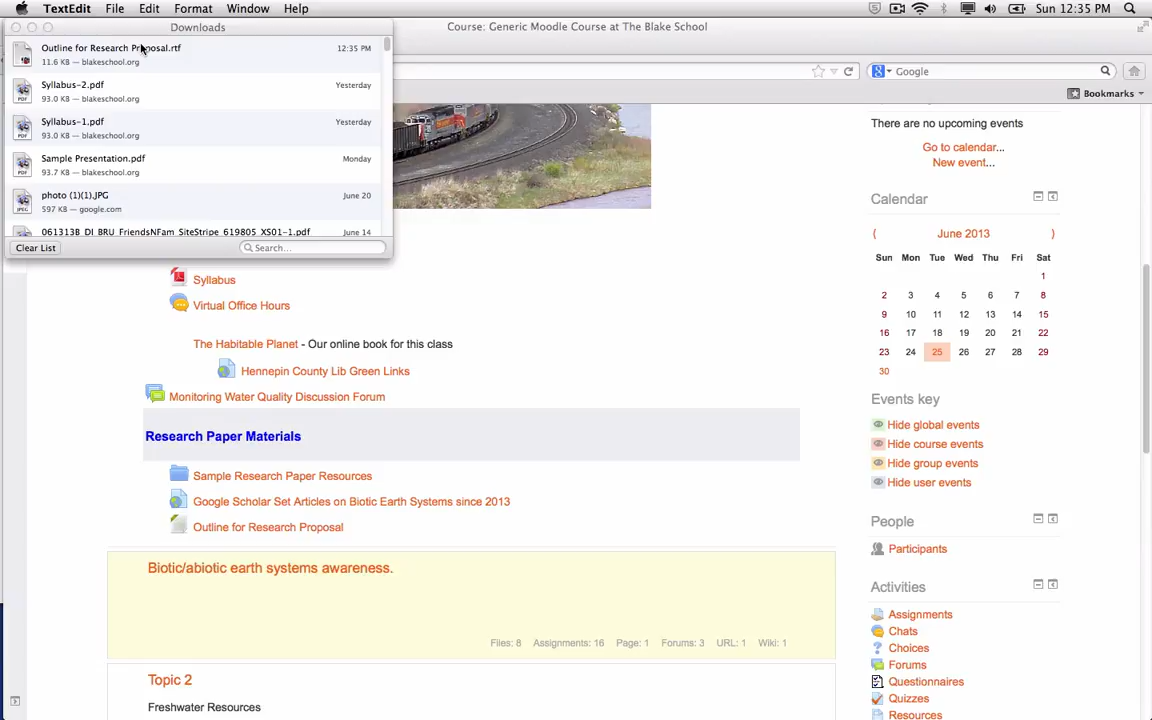 TextEdit File Edit Format Window Help Sun 12:35 PM
Downloads
Course: Generic Moodle Course at The Blake School
Outline for Research Proposal.rtf 12:35 PM
11.6 KB — blakeschool.org
Google
Bookmarks
Syllabus-2.pdf Yesterday
93.0 KB — blakeschool.org
Syllabus-1.pdf Yesterday
93.0 KB — blakeschool.org
Sample Presentation.pdf Monday
93.7 KB — blakeschool.org
photo (1)(1).JPG June 20
597 KB — google.com
061313B_DI_BRU_FriendsNFam_SiteStripe_619805_XS01-1.pdf June 14
Clear List Search...
Syllabus
Virtual Office Hours
The Habitable Planet - Our online book for this class
Hennepin County Lib Green Links
Monitoring Water Quality Discussion Forum
Research Paper Materials
Sample Research Paper Resources
Google Scholar Set Articles on Biotic Earth Systems since 2013
Outline for Research Proposal
Biotic/abiotic earth systems awareness.
Files: 8 Assignments: 16 Page: 1 Forums: 3 URL: 1 Wiki: 1
Topic 2
Freshwater Resources
There are no upcoming events
Go to calendar...
New event...
Calendar
June 2013
Sun Mon Tue Wed Thu Fri Sat
1
2 3 4 5 6 7 8
9 10 11 12 13 14 15
16 17 18 19 20 21 22
23 24 25 26 27 28 29
30
Events key
Hide global events
Hide course events
Hide group events
Hide user events
People
Participants
Activities
Assignments
Chats
Choices
Forums
Questionnaires
Quizzes
Resources